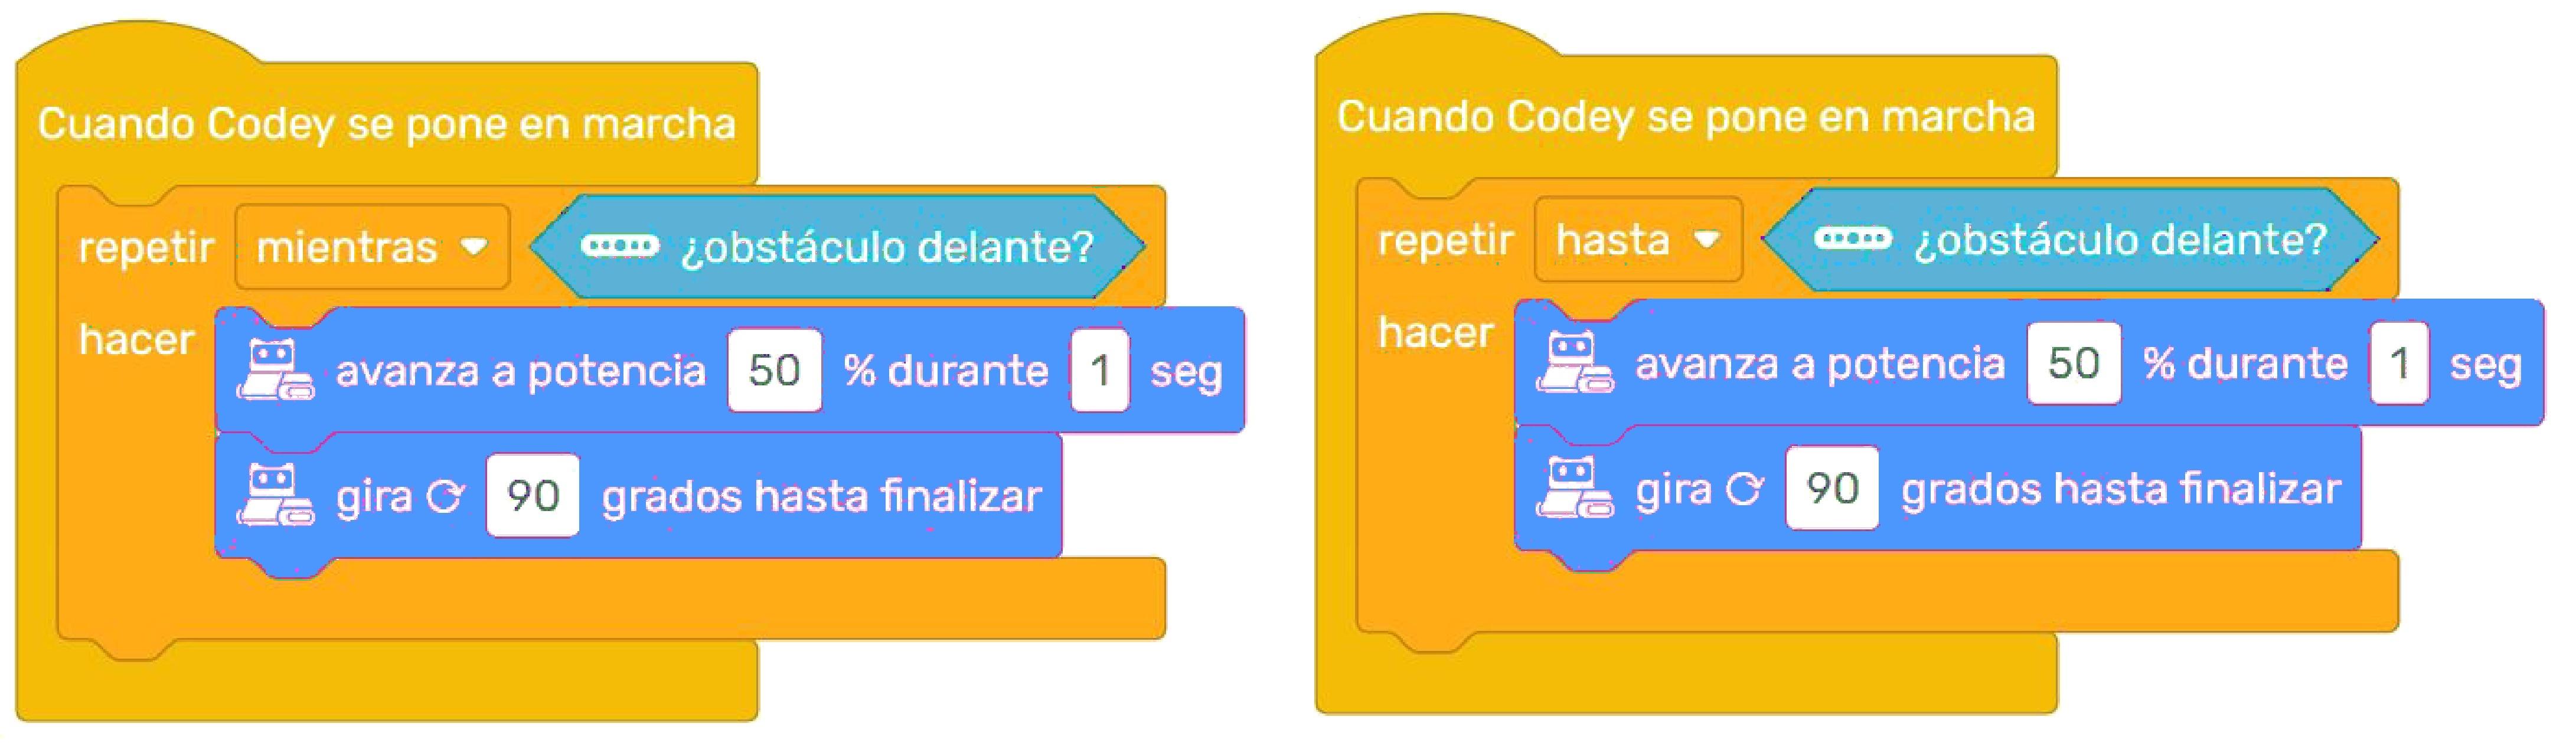 Cuando Codey se pone en marcha
repetir mientras ¿obstáculo delante?
hacer
avanza a potencia 50 % durante 1 seg
gira 90 grados hasta finalizar
Cuando Codey se pone en marcha
repetir hasta ¿obstáculo delante?
hacer
avanza a potencia 50 % durante 1 seg
gira 90 grados hasta finalizar